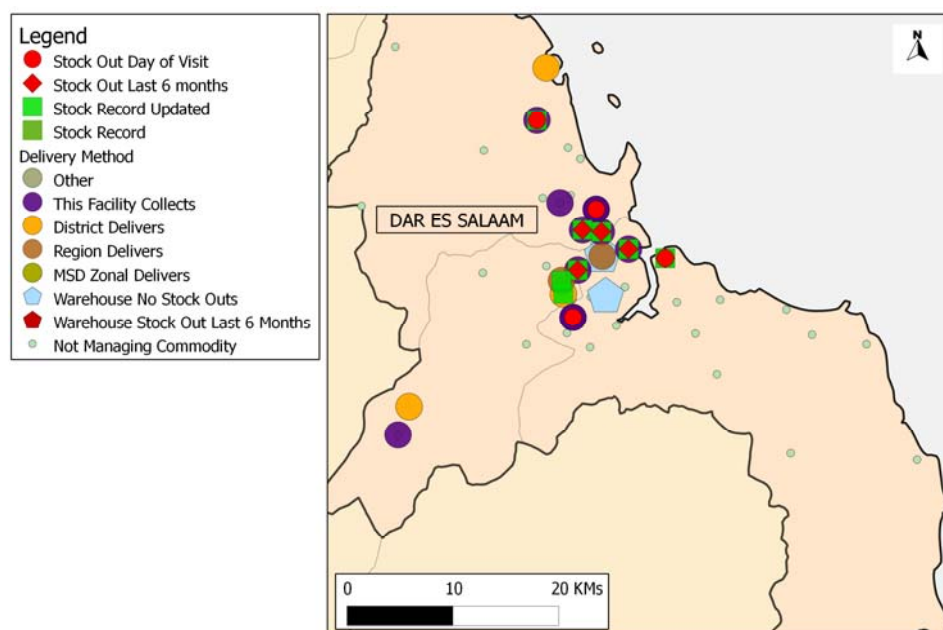 Legend
Stock Out Day of Visit
Stock Out Last 6 months
Stock Record Updated
Stock Record
Delivery Method
Other
This Facility Collects
District Delivers
Region Delivers
MSD Zonal Delivers
Warehouse No Stock Outs
Warehouse Stock Out Last 6 Months
Not Managing Commodity
N
DAR ES SALAAM
0 10 20 KMs